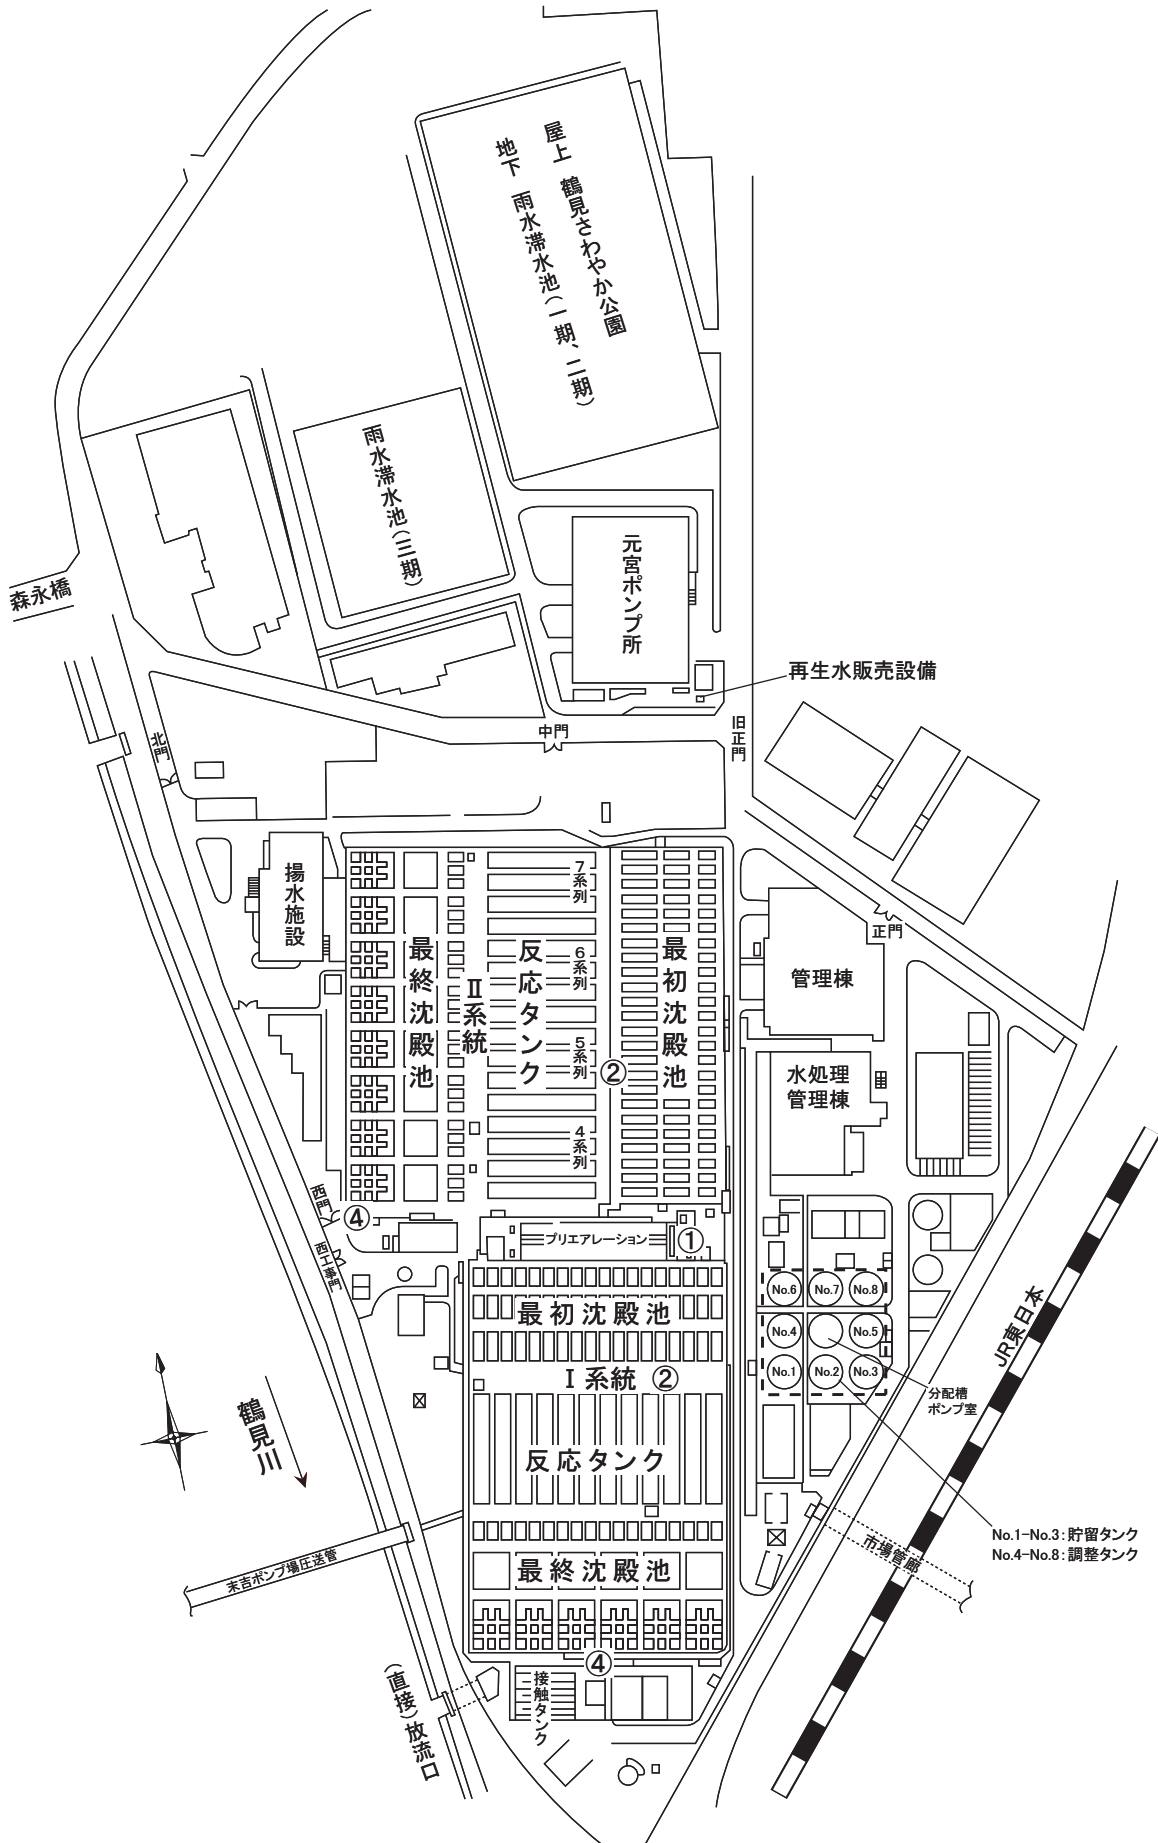 屋上 鶴見さわやか公園
地下 雨水滞水池(一期、二期)
雨水滞水池(三期)
元宮ポンプ所
森永橋
再生水販売設備
北門
中門
旧正門
正門
揚水施設
最終沈殿池
Ⅱ系統
反応タンク
7系列
6系列
5系列
4系列
②
最初沈殿池
管理棟
水処理
管理棟
西門
④
西工事門
プリエアレーション
①
最初沈殿池
Ⅰ系統 ②
反応タンク
最終沈殿池
④
接触タンク
No.6
No.7
No.8
No.4
No.5
No.1
No.2
No.3
分配槽
ポンプ室
JR東日本
No.1-No.3:貯留タンク
No.4-No.8:調整タンク
市場管廊
鶴見川
末吉ポンプ場圧送管
(直接)放流口